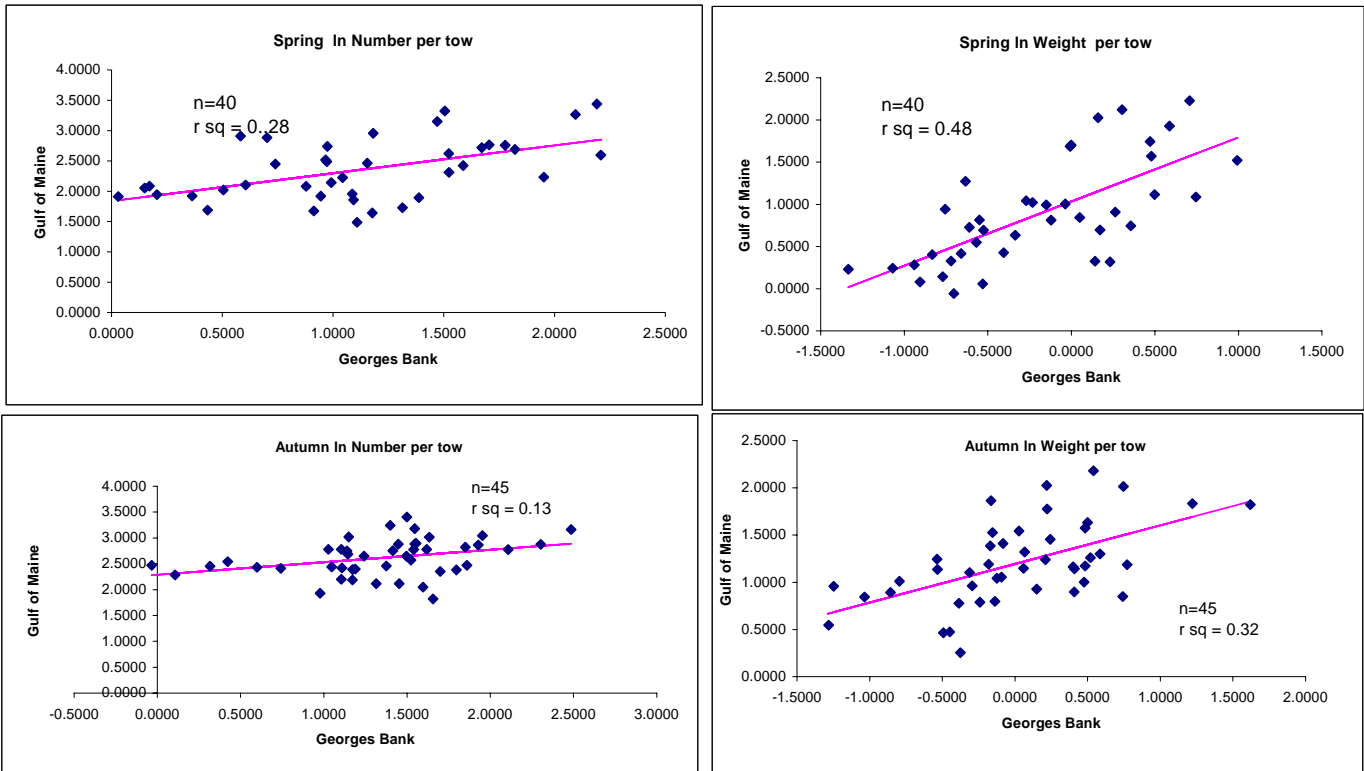 Spring ln Number per tow
4.0000
3.5000
3.0000
2.5000
2.0000
1.5000
1.0000
0.5000
0.0000
Gulf of Maine
n=40
r sq = 0..28
0.0000 0.5000 1.0000 1.5000 2.0000 2.5000
Georges Bank
Spring ln Weight per tow
2.5000
2.0000
1.5000
1.0000
0.5000
0.0000
-0.5000
Gulf of Maine
n=40
r sq = 0.48
-1.5000 -1.0000 -0.5000 0.0000 0.5000 1.0000 1.5000
Georges Bank
Autumn ln Number per tow
4.0000
3.5000
3.0000
2.5000
2.0000
1.5000
1.0000
0.5000
0.0000
Gulf of Maine
n=45
r sq = 0.13
-0.5000 0.0000 0.5000 1.0000 1.5000 2.0000 2.5000 3.0000
Georges Bank
Autumn ln Weight per tow
2.5000
2.0000
1.5000
1.0000
0.5000
0.0000
Gulf of Maine
n=45
r sq = 0.32
-1.5000 -1.0000 -0.5000 0.0000 0.5000 1.0000 1.5000 2.0000
Georges Bank